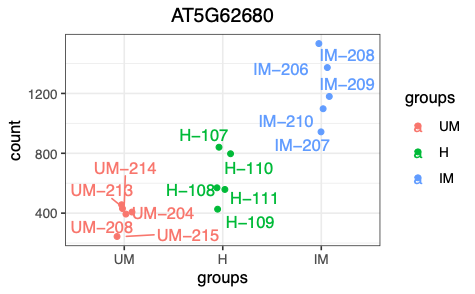 AT5G62680
IM−208
IM−206
IM−209
1200
IM−210
IM−207
H−107
800
UM−214
H−110
UM−213
H−108
H−111
400
UM−204
H−109
UM−208
UM−215
count
UM H IM
groups
groups
a UM
a H
a IM